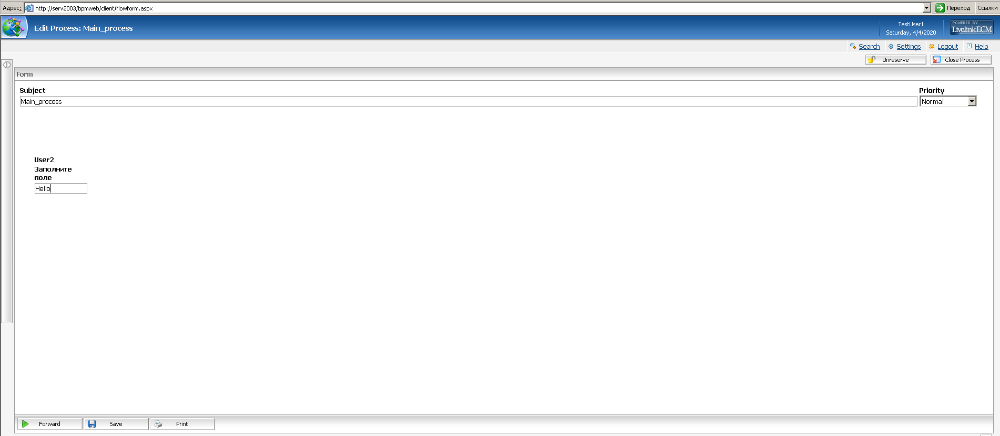 Адрес: http://serv2003/bpmweb/client/flowform.aspx Переход Ссылки
Edit Process: Main_process
TestUser1
Saturday, 4/4/2020
POWERED BY
Livelink ECM
Search Settings Logout Help
Unreserve Close Process
Form
Subject Priority
Main_process Normal
User2
Заполните
поле
Hello
Forward Save Print